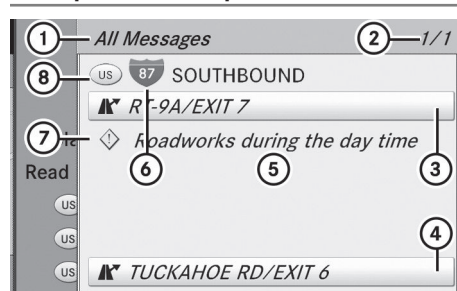 1 All Messages 2 1/1
8 US 87 SOUTHBOUND
RT-9A/EXIT 7
7 Roadworks during the day time
Read 6 5 3
US
US 4
US TUCKAHOE RD/EXIT 6